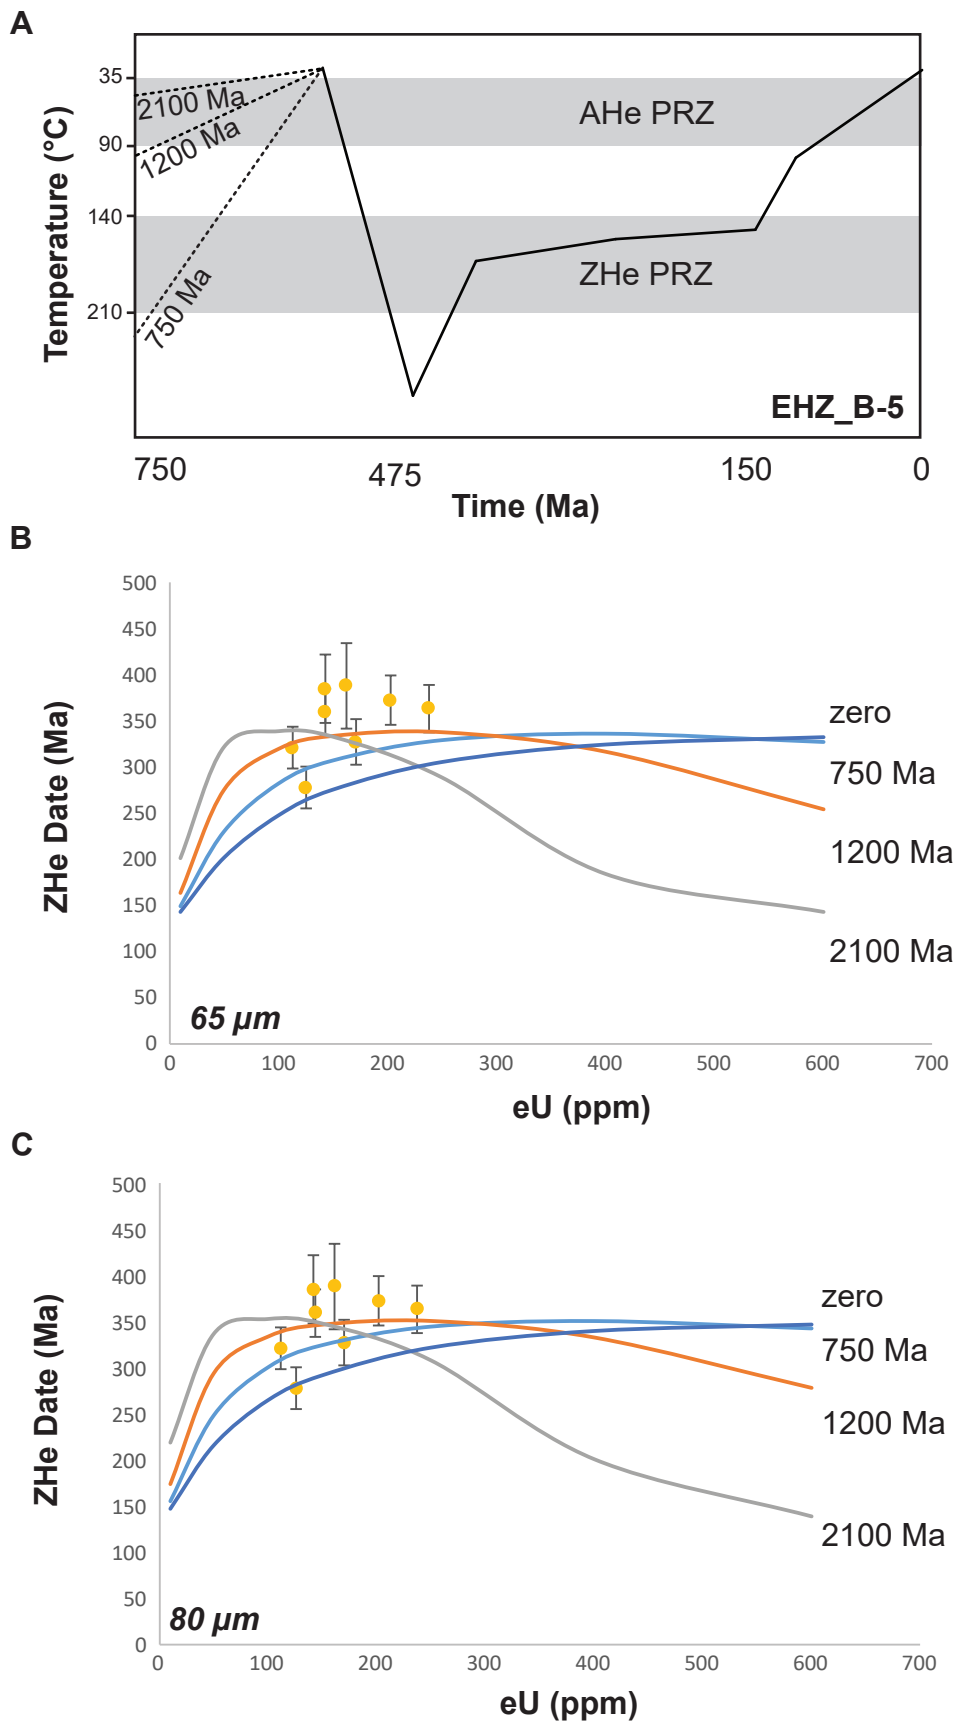 A
35
90
140
210
Temperature (°C)
2100 Ma
1200 Ma
750 Ma
AHe PRZ
ZHe PRZ
EHZ_B-5
750
475
150
0
Time (Ma)
B
500
450
400
350
300
250
200
150
100
50
0
ZHe Date (Ma)
zero
750 Ma
1200 Ma
2100 Ma
65 µm
0
100
200
300
400
500
600
700
eU (ppm)
C
500
450
400
350
300
250
200
150
100
50
0
ZHe Date (Ma)
zero
750 Ma
1200 Ma
2100 Ma
80 µm
0
100
200
300
400
500
600
700
eU (ppm)